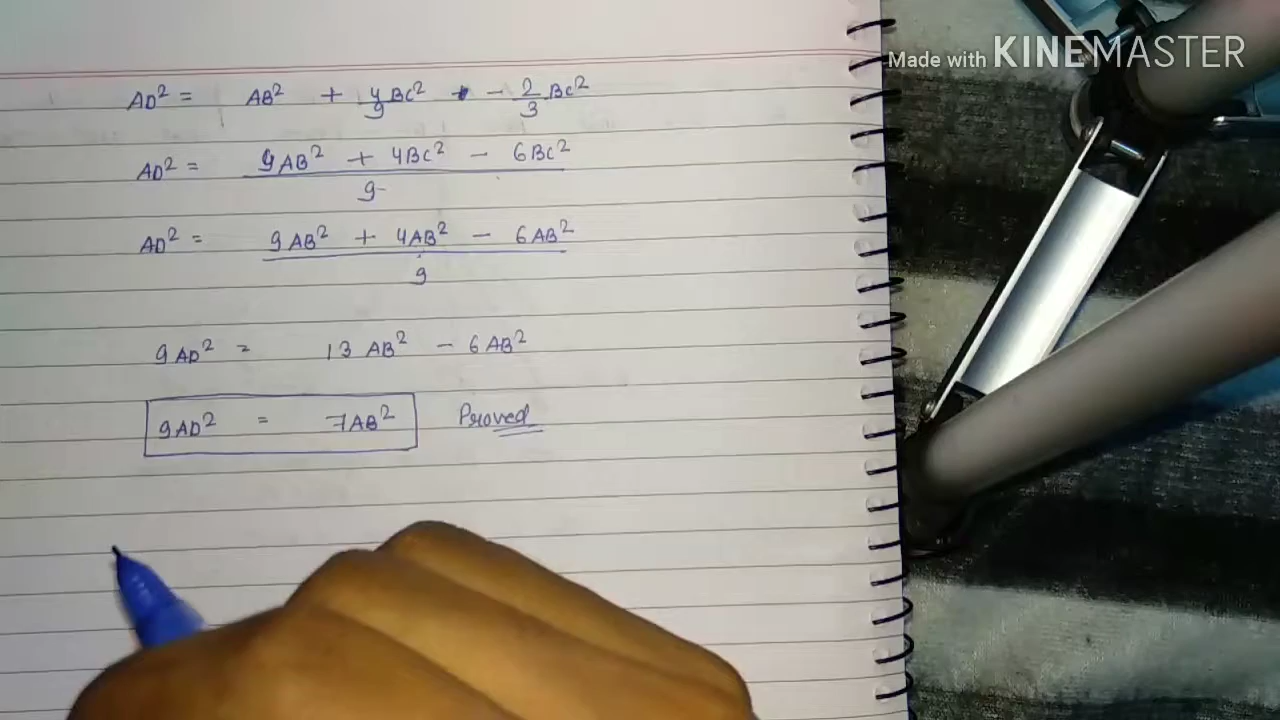 Made with KINEMASTER
AD² = AB² + 4/9 BC² - 2/3 BC²
AD² = 9AB² + 4BC² - 6BC²
9
AD² = 9AB² + 4AB² - 6AB²
9
9AD² = 13AB² - 6AB²
9AD² = 7AB² Proved